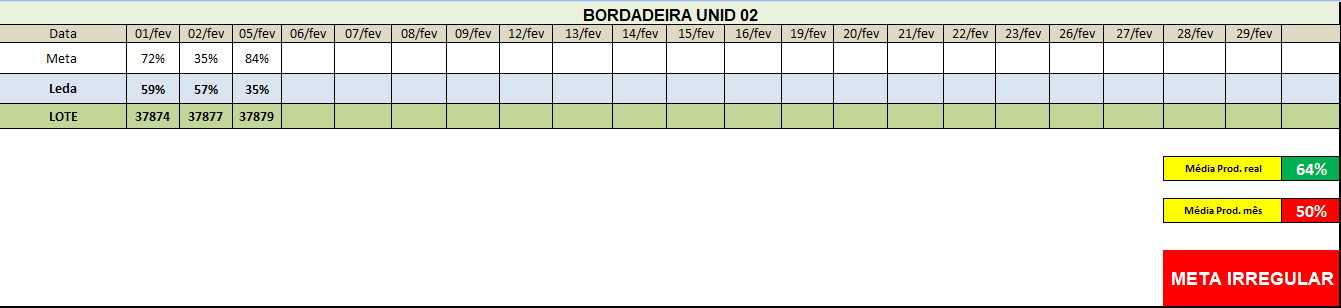 BORDADEIRA UNID 02
Data 01/fev 02/fev 05/fev 06/fev 07/fev 08/fev 09/fev 12/fev 13/fev 14/fev 15/fev 16/fev 19/fev 20/fev 21/fev 22/fev 23/fev 26/fev 27/fev 28/fev 29/fev
Meta 72% 35% 84%
Leda 59% 57% 35%
LOTE 37874 37877 37879
Média Prod. real 64%
Média Prod. mês 50%
META IRREGULAR